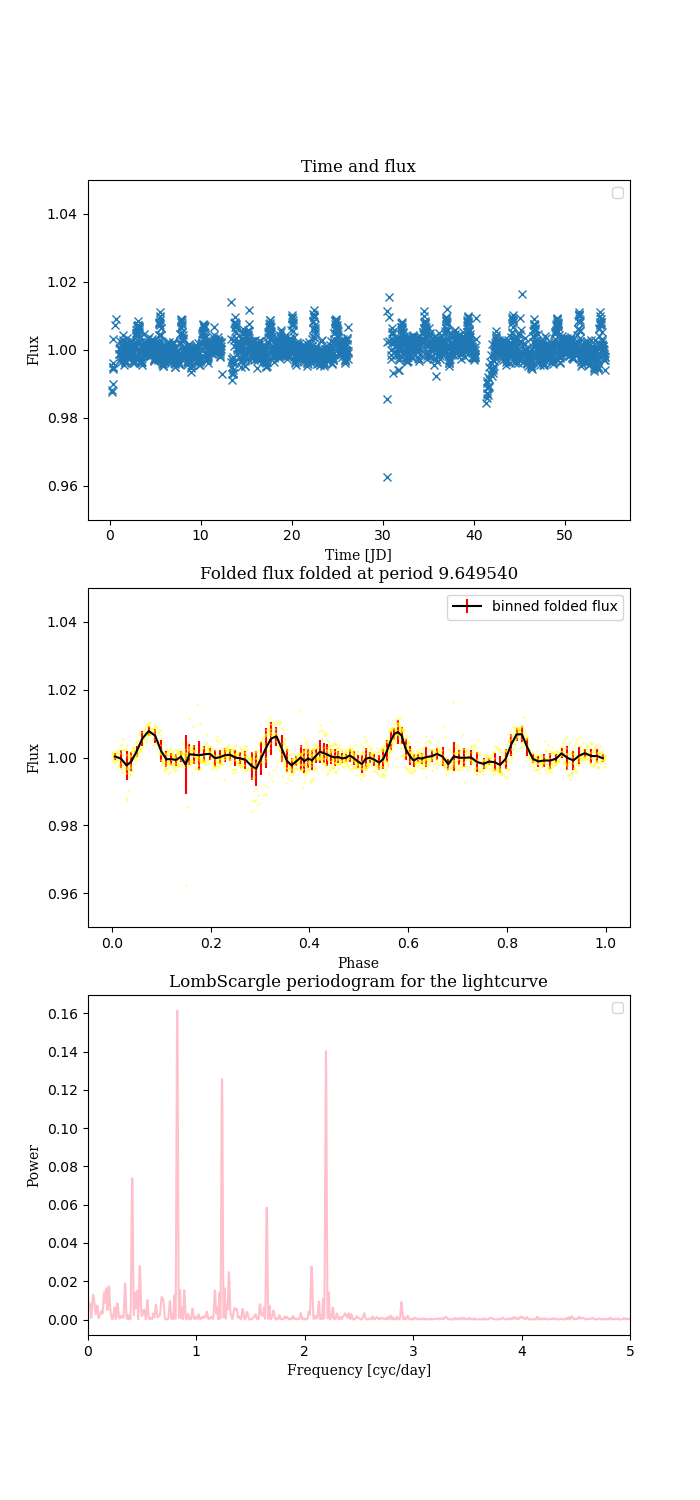 Time and flux
1.04
1.02
1.00
0.98
0.96
Flux
0 10 20 30 40 50
Time [JD]
Folded flux folded at period 9.649540
binned folded flux
1.04
1.02
1.00
0.98
0.96
Flux
0.0 0.2 0.4 0.6 0.8 1.0
Phase
LombScargle periodogram for the lightcurve
0.16
0.14
0.12
0.10
0.08
0.06
0.04
0.02
0.00
Power
0 1 2 3 4 5
Frequency [cyc/day]